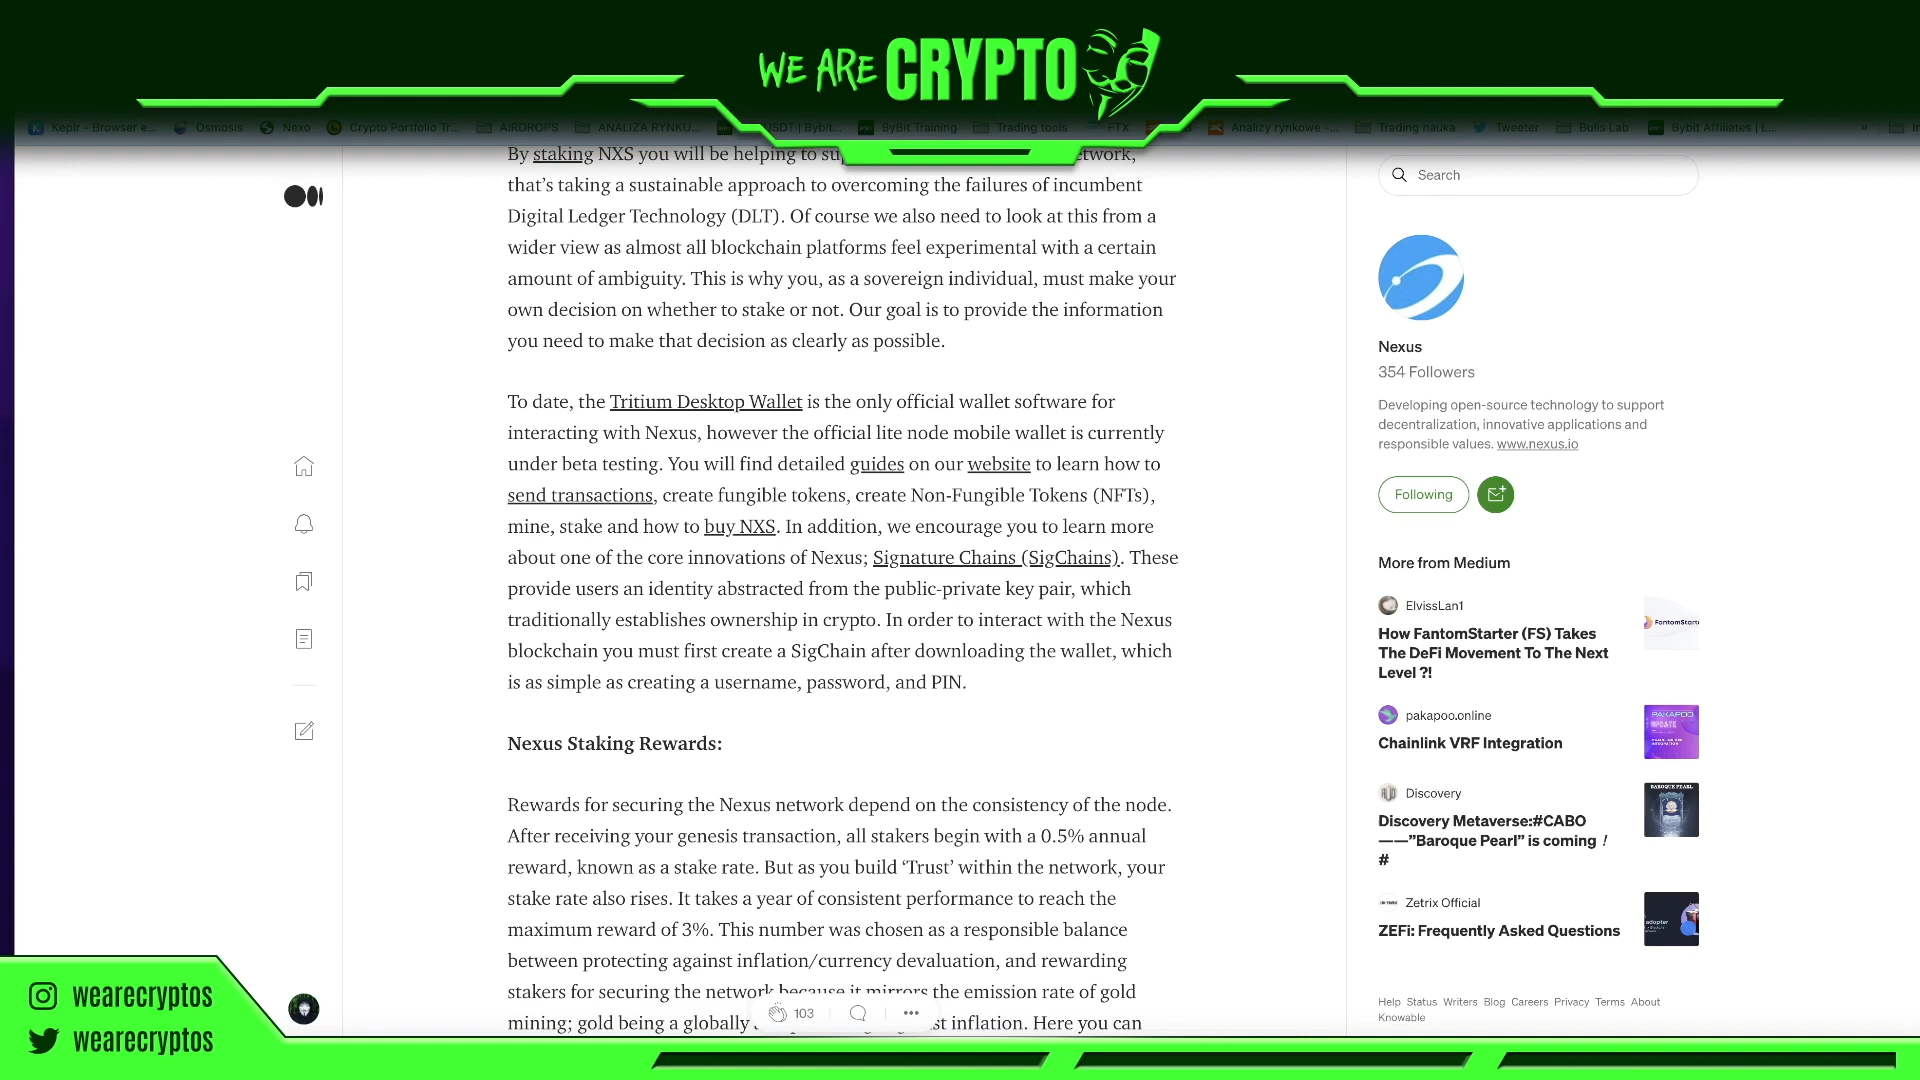 WE ARE CRYPTO
Keplr - Browser e...
Osmosis
Nexo
Crypto Portfolio Tr...
AIRDROPS
ANALIZA RYNKU...
USDT | Bybit...
ByBit Training
Trading tools
FTX
Analizy rynkowe -...
Trading nauka
Tweeter
Bulls Lab
Bybit Affiliates | L...
»
By staking NXS you will be helping to su
etwork,
that's taking a sustainable approach to overcoming the failures of incumbent
Digital Ledger Technology (DLT). Of course we also need to look at this from a
wider view as almost all blockchain platforms feel experimental with a certain
amount of ambiguity. This is why you, as a sovereign individual, must make your
own decision on whether to stake or not. Our goal is to provide the information
you need to make that decision as clearly as possible.
To date, the Tritium Desktop Wallet is the only official wallet software for
interacting with Nexus, however the official lite node mobile wallet is currently
under beta testing. You will find detailed guides on our website to learn how to
send transactions, create fungible tokens, create Non-Fungible Tokens (NFTs),
mine, stake and how to buy NXS. In addition, we encourage you to learn more
about one of the core innovations of Nexus; Signature Chains (SigChains). These
provide users an identity abstracted from the public-private key pair, which
traditionally establishes ownership in crypto. In order to interact with the Nexus
blockchain you must first create a SigChain after downloading the wallet, which
is as simple as creating a username, password, and PIN.
Nexus Staking Rewards:
Rewards for securing the Nexus network depend on the consistency of the node.
After receiving your genesis transaction, all stakers begin with a 0.5% annual
reward, known as a stake rate. But as you build 'Trust' within the network, your
stake rate also rises. It takes a year of consistent performance to reach the
maximum reward of 3%. This number was chosen as a responsible balance
between protecting against inflation/currency devaluation, and rewarding
stakers for securing the network because it mirrors the emission rate of gold
mining; gold being a globally
st inflation. Here you can
103
Search
Nexus
354 Followers
Developing open-source technology to support
decentralization, innovative applications and
responsible values. www.nexus.io
Following
More from Medium
ElvissLan1
How FantomStarter (FS) Takes
The DeFi Movement To The Next
Level ?!
FantomStarte
pakapoo.online
Chainlink VRF Integration
PAKAPOO
UPDATE
Discovery
Discovery Metaverse:#CABO
——"Baroque Pearl" is coming！
#
BAROQUE PEARL
Zetrix Official
ZEFi: Frequently Asked Questions
adopter
Help Status Writers Blog Careers Privacy Terms About
Knowable
wearecryptos
wearecryptos